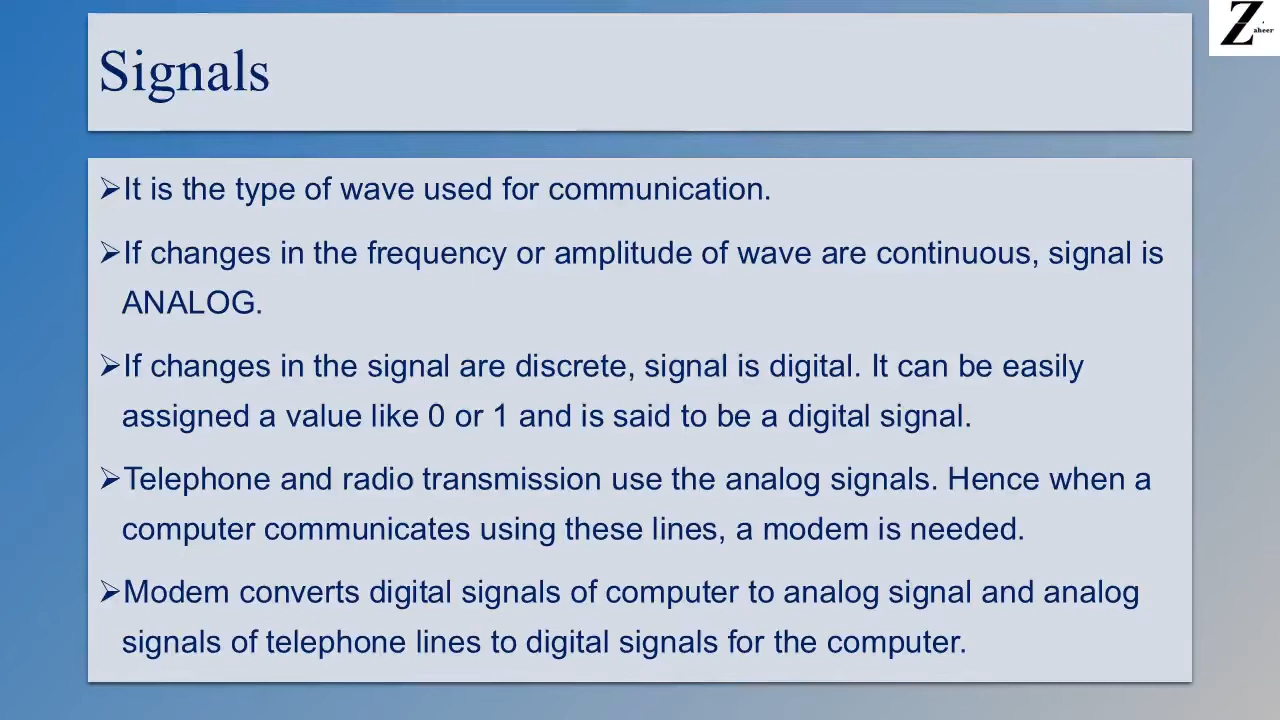 Zaheer
Signals
➢It is the type of wave used for communication.
➢If changes in the frequency or amplitude of wave are continuous, signal is
ANALOG.
➢If changes in the signal are discrete, signal is digital. It can be easily
assigned a value like 0 or 1 and is said to be a digital signal.
➢Telephone and radio transmission use the analog signals. Hence when a
computer communicates using these lines, a modem is needed.
➢Modem converts digital signals of computer to analog signal and analog
signals of telephone lines to digital signals for the computer.